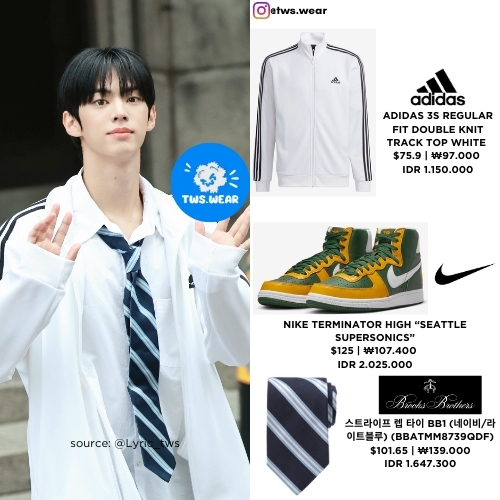 @tws.wear
adidas
ADIDAS 3S REGULAR
FIT DOUBLE KNIT
TRACK TOP WHITE
$75.9 | ₩97.000
IDR 1.150.000
TWS.WEAR
NIKE TERMINATOR HIGH “SEATTLE
SUPERSONICS”
$125 | ₩107.400
IDR 2.025.000
Brooks Brothers
스트라이프 렙 타이 BB1 (네이비/라
이트블루) (BBATMM8739QDF)
$101.65 | ₩139.000
IDR 1.647.300
source: @Lyric_tws